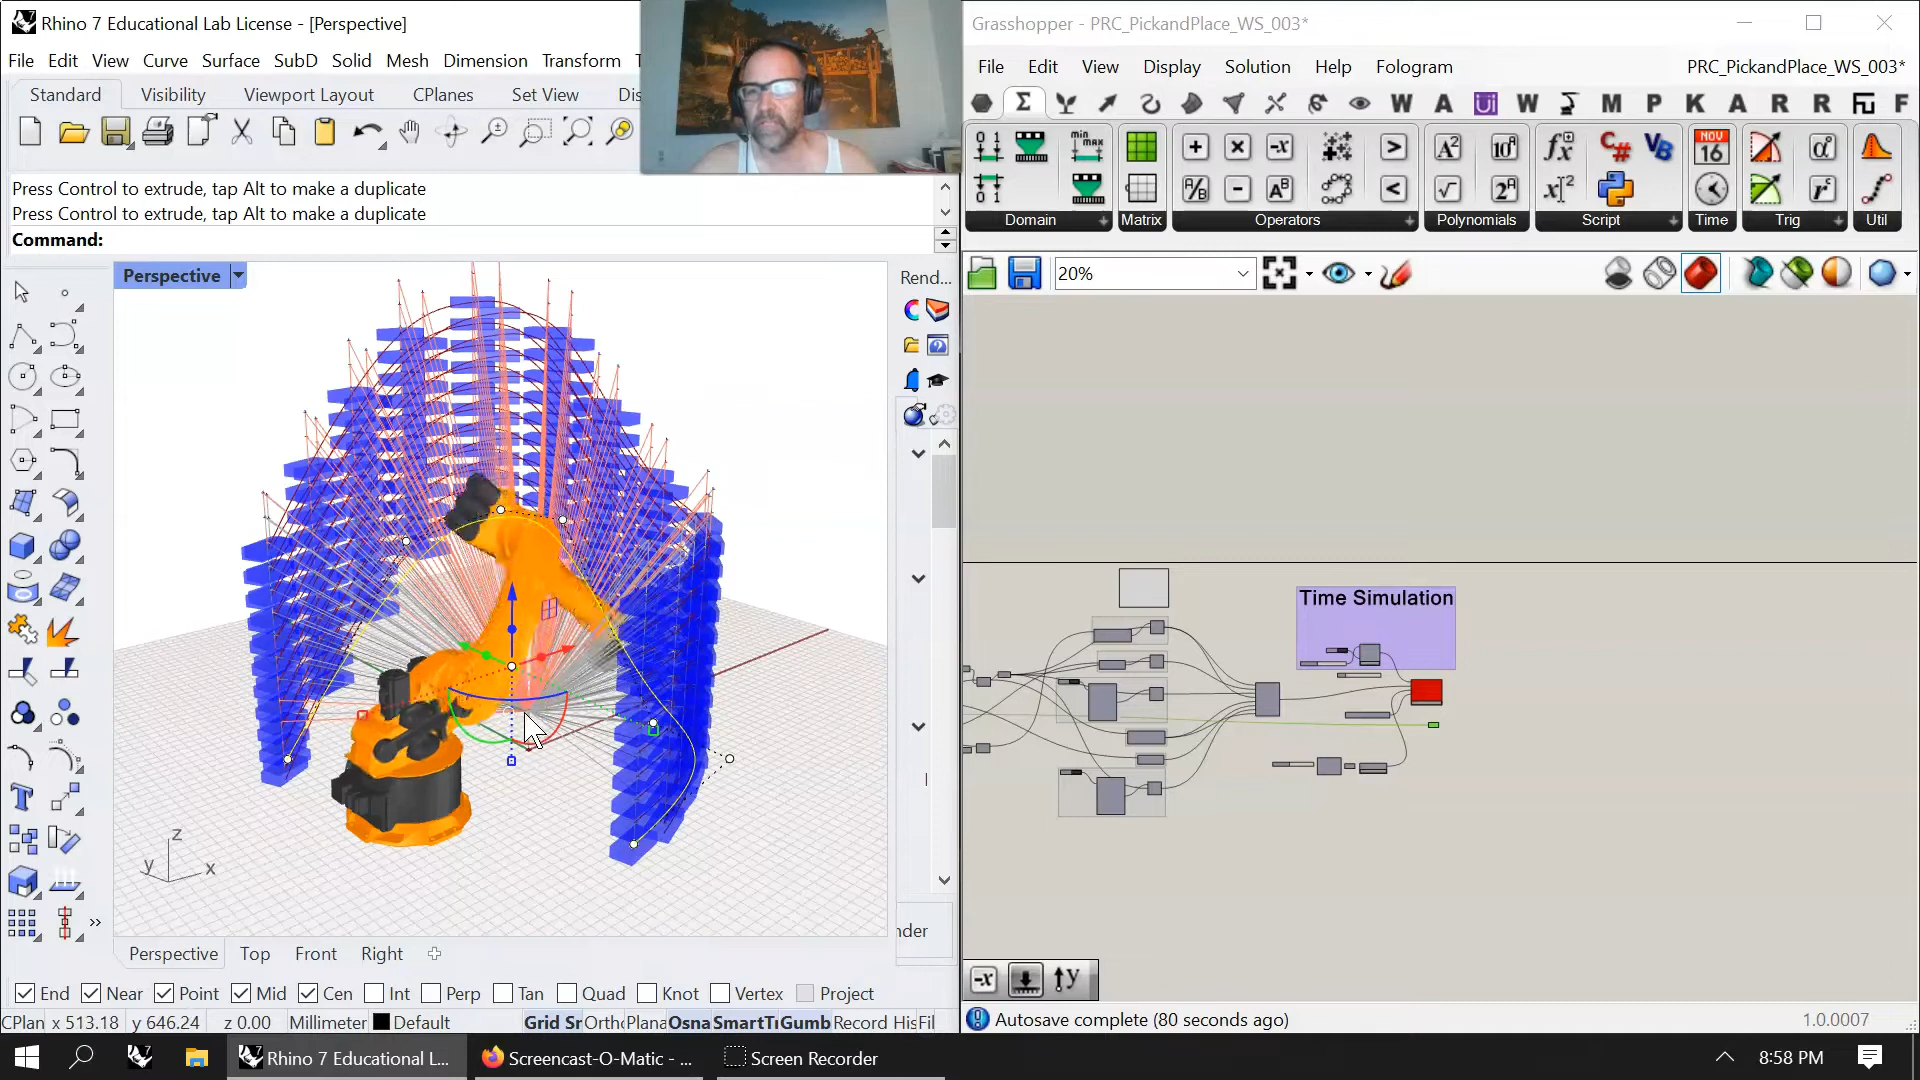 Rhino 7 Educational Lab License - [Perspective]
File Edit View Curve Surface SubD Solid Mesh Dimension Transform
Standard Visibility Viewport Layout CPlanes Set View Dis
Press Control to extrude, tap Alt to make a duplicate
Press Control to extrude, tap Alt to make a duplicate
Command:
Perspective
Rend...
z
y x
nder
Perspective Top Front Right
End Near Point Mid Cen Int Perp Tan Quad Knot Vertex Project
CPlan x 513.18 y 646.24 z 0.00 Millimeter Default Grid Sr Ortho Plana Osna SmartTr Gumb Record His Fil
Grasshopper - PRC_PickandPlace_WS_003*
File Edit View Display Solution Help Fologram PRC_PickandPlace_WS_003*
W A Ui W M P K A R R F
Domain Matrix Operators Polynomials Script Time Trig Util
20%
Time Simulation
Autosave complete (80 seconds ago) 1.0.0007
Rhino 7 Educational L... Screencast-O-Matic - ... Screen Recorder 8:58 PM